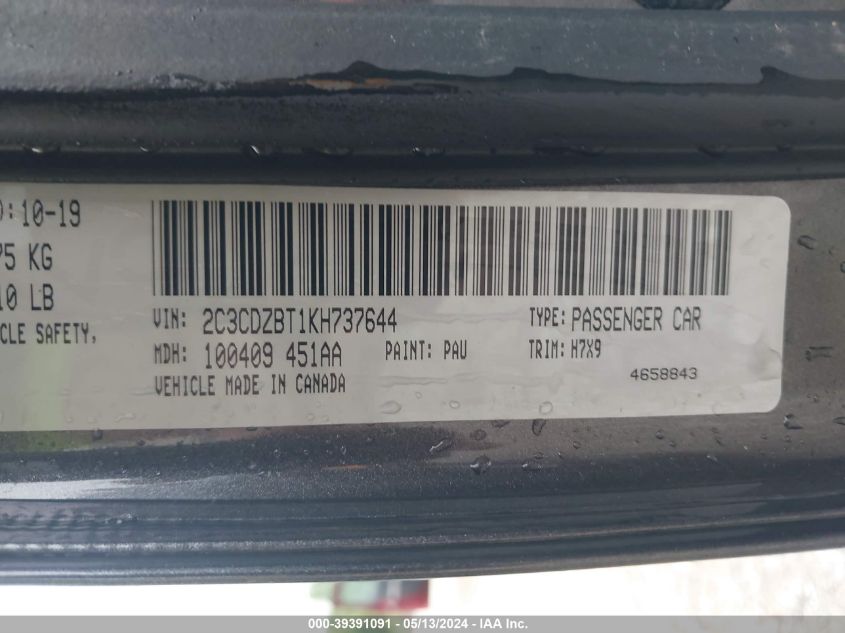 :10-19
75 KG
10 LB
CLE SAFETY,
VIN: 2C3CDZBT1KH737644
TYPE: PASSENGER CAR
MDH: 100409 451AA
PAINT: PAU
TRIM: H7X9
VEHICLE MADE IN CANADA
4658843
000-39391091 - 05/13/2024 - IAA Inc.